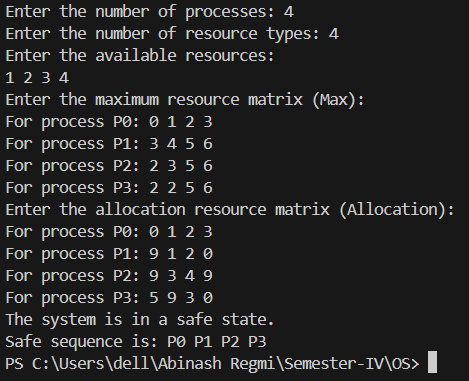 Enter the number of processes: 4
Enter the number of resource types: 4
Enter the available resources:
1 2 3 4
Enter the maximum resource matrix (Max):
For process P0: 0 1 2 3
For process P1: 3 4 5 6
For process P2: 2 3 5 6
For process P3: 2 2 5 6
Enter the allocation resource matrix (Allocation):
For process P0: 0 1 2 3
For process P1: 9 1 2 0
For process P2: 9 3 4 9
For process P3: 5 9 3 0
The system is in a safe state.
Safe sequence is: P0 P1 P2 P3
PS C:\Users\dell\Abinash Regmi\Semester-IV\OS>